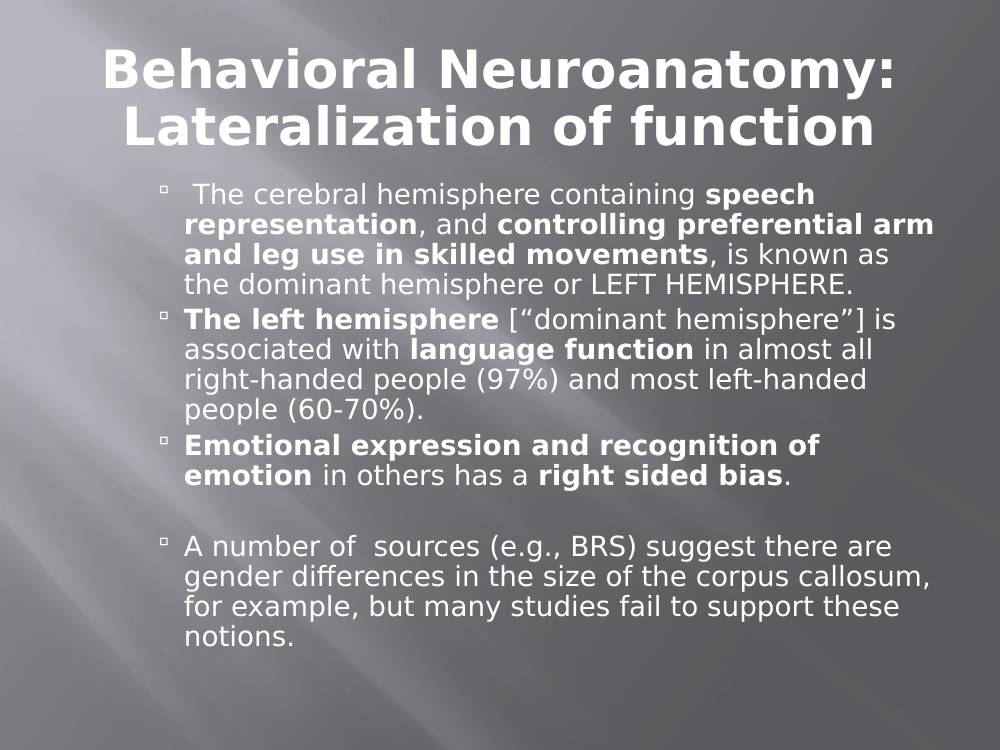 Behavioral Neuroanatomy:
Lateralization of function
The cerebral hemisphere containing speech
representation, and controlling preferential arm
and leg use in skilled movements, is known as
the dominant hemisphere or LEFT HEMISPHERE.
The left hemisphere [“dominant hemisphere”] is
associated with language function in almost all
right-handed people (97%) and most left-handed
people (60-70%).
Emotional expression and recognition of
emotion in others has a right sided bias.
A number of  sources (e.g., BRS) suggest there are
gender differences in the size of the corpus callosum,
for example, but many studies fail to support these
notions.